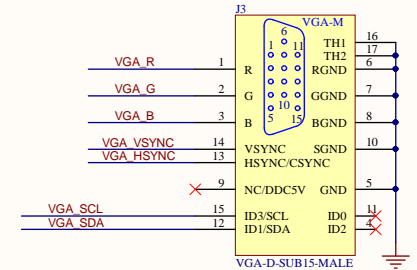 J3
VGA-M
6
1 11
10
5 15
VGA_R 1 R
VGA_G 2 G
VGA_B 3 B
VGA_VSYNC 14 VSYNC
VGA_HSYNC 13 HSYNC/CSYNC
9 NC/DDC5V
VGA_SCL 15 ID3/SCL
VGA_SDA 12 ID1/SDA
TH1 16
TH2 17
RGND 6
GGND 7
BGND 8
SGND 10
GND 5
ID0 11
ID2 4
VGA-D-SUB15-MALE